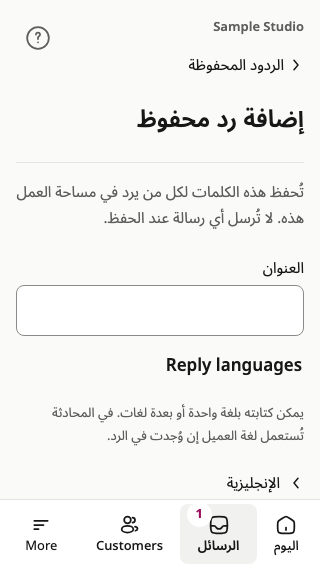 Sample Studio
الردود المحفوظة
إضافة رد محفوظ
تُحفظ هذه الكلمات لكل من يرد في مساحة العمل
هذه. لا تُرسل أي رسالة عند الحفظ.
العنوان
Reply languages
يمكن كتابته بلغة واحدة أو بعدة لغات. في المحادثة
تُستعمل لغة العميل إن وُجدت في الرد.
الإنجليزية
1
اليوم
الرسائل
Customers
More